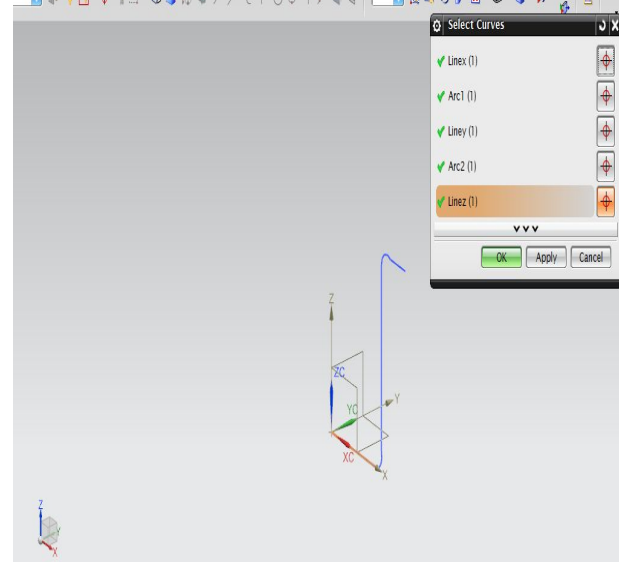 Select Curves
Linex (1)
Arc1 (1)
Liney (1)
Arc2 (1)
Linez (1)
OK Apply Cancel
Z
ZC
YC
Y
XC
X
Z
Y
X